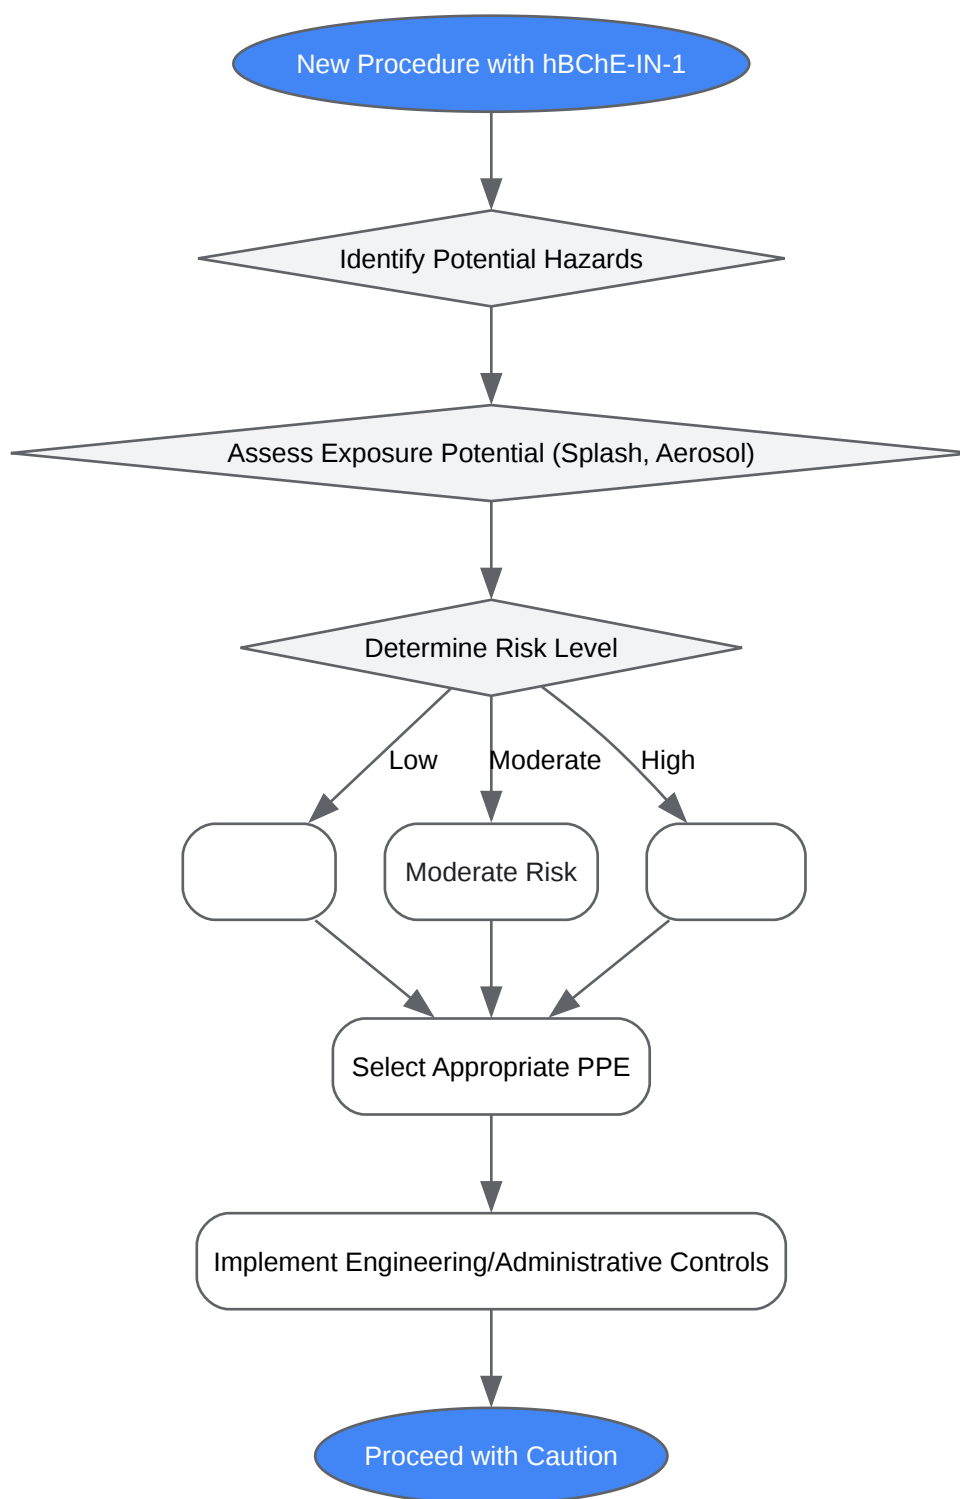 New Procedure with hBChE-IN-1
Identify Potential Hazards
Assess Exposure Potential (Splash, Aerosol)
Determine Risk Level
Low
Moderate
High
Moderate Risk
Select Appropriate PPE
Implement Engineering/Administrative Controls
Proceed with Caution